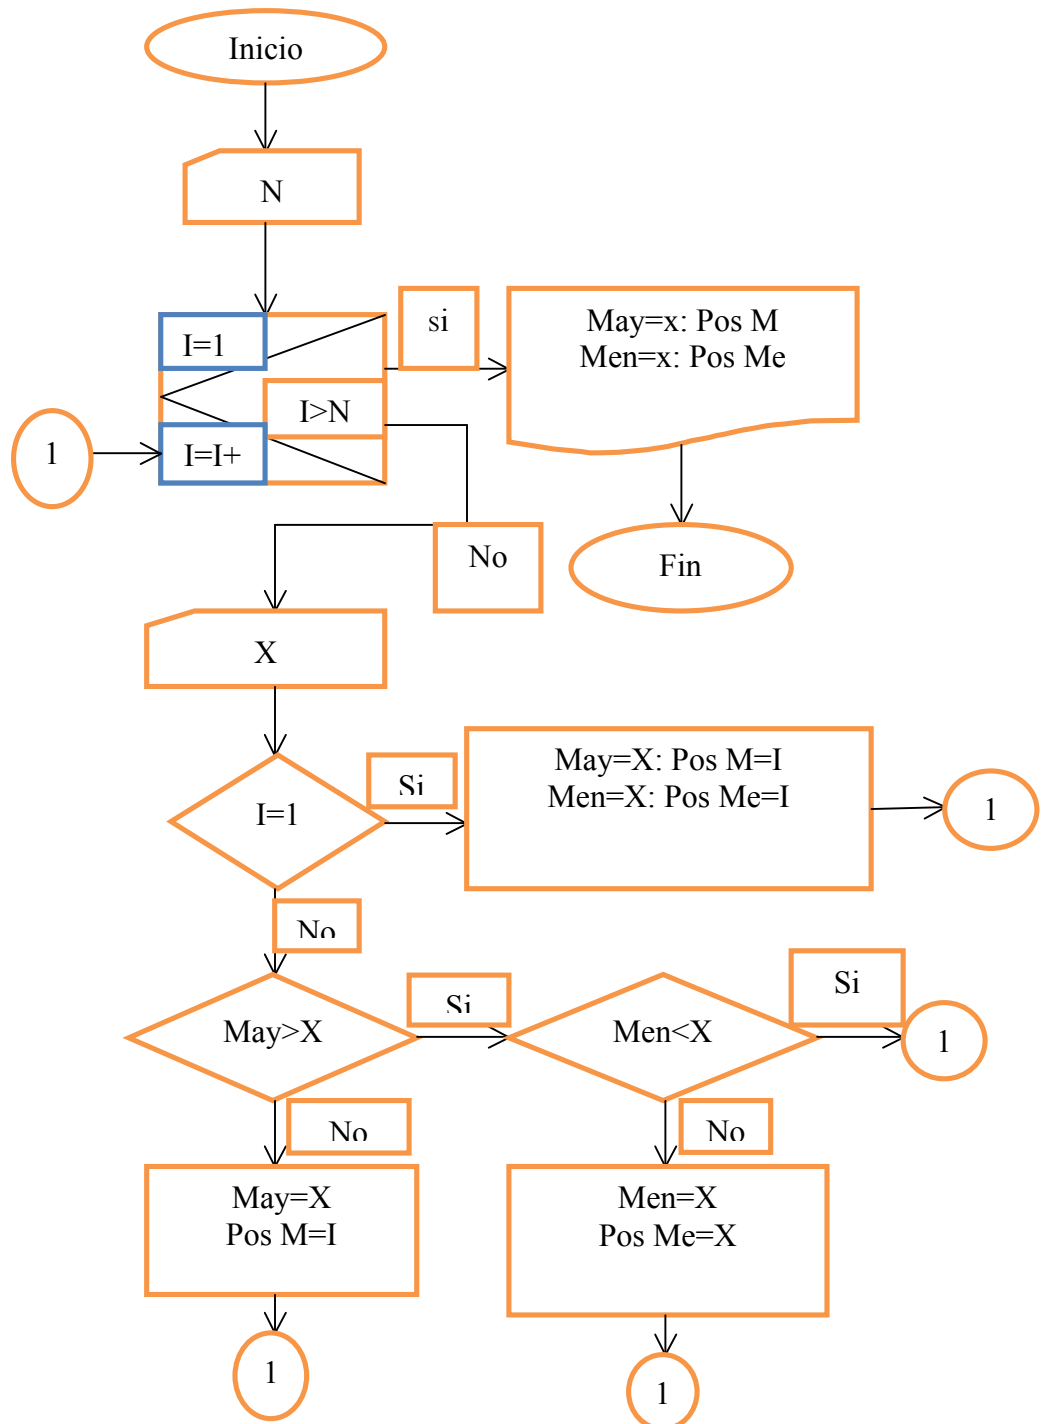 Inicio
N
I=1
si
May=x: Pos M
Men=x: Pos Me
I>N
1
I=I+
No
Fin
X
Si
May=X: Pos M=I
Men=X: Pos Me=I
I=1
1
No
Si
Si
May>X
Men<X
1
No
No
May=X
Pos M=I
Men=X
Pos Me=X
1
1